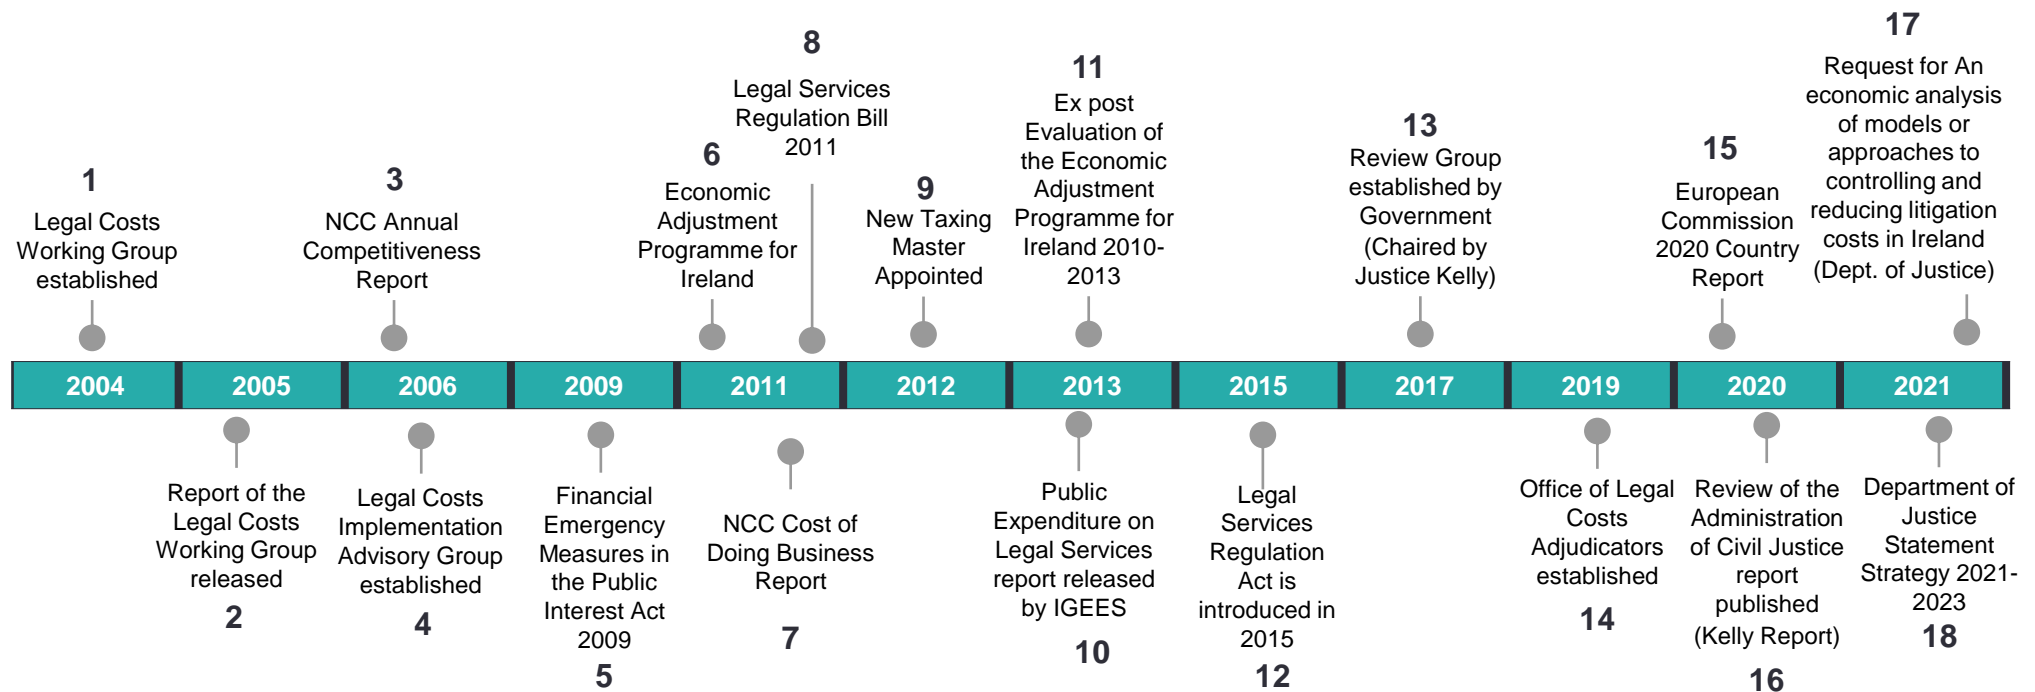 1
Legal Costs
Working Group
established
3
NCC Annual
Competitiveness
Report
6
Economic
Adjustment
Programme for
Ireland
8
Legal Services
Regulation Bill
2011
9
New Taxing
Master
Appointed
11
Ex post
Evaluation of
the Economic
Adjustment
Programme for
Ireland 2010-
2013
13
Review Group
established by
Government
(Chaired by
Justice Kelly)
15
European
Commission
2020 Country
Report
17
Request for An
economic analysis
of models or
approaches to
controlling and
reducing litigation
costs in Ireland
(Dept. of Justice)
2004 2005 2006 2009 2011 2012 2013 2015 2017 2019 2020 2021
Report of the
Legal Costs
Working Group
released
2
Legal Costs
Implementation
Advisory Group
established
4
Financial
Emergency
Measures in
the Public
Interest Act
2009
5
NCC Cost of
Doing Business
Report
7
Public
Expenditure on
Legal Services
report released
by IGEES
10
Legal
Services
Regulation
Act is
introduced in
2015
12
Office of Legal
Costs
Adjudicators
established
14
Review of the
Administration
of Civil Justice
report
published
(Kelly Report)
16
Department of
Justice
Statement
Strategy 2021-
2023
18